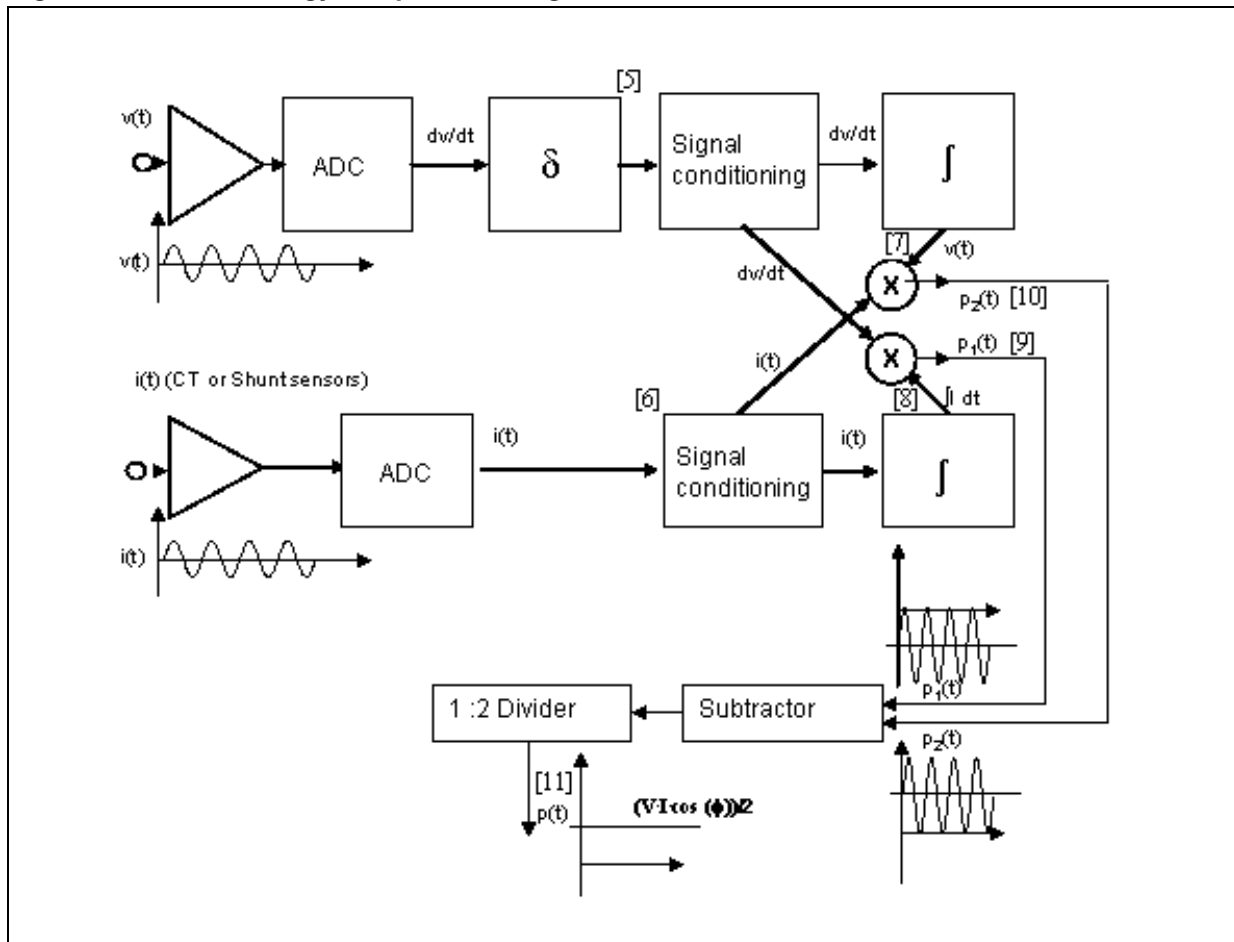 [5]
v(t)
ADC
dv/dt
δ
Signal
conditioning
dv/dt
∫
v(t)
dv/dt
[7]
v(t)
X
p2(t) [10]
i(t)
X
p1(t) [9]
i(t) (CT or Shunt sensors)
[6]
[8]
∫I dt
ADC
i(t)
Signal
conditioning
i(t)
∫
i(t)
p1(t)
1 :2 Divider
Subtractor
p2(t)
[11]
p(t)
(V·I·cos (ϕ))/2